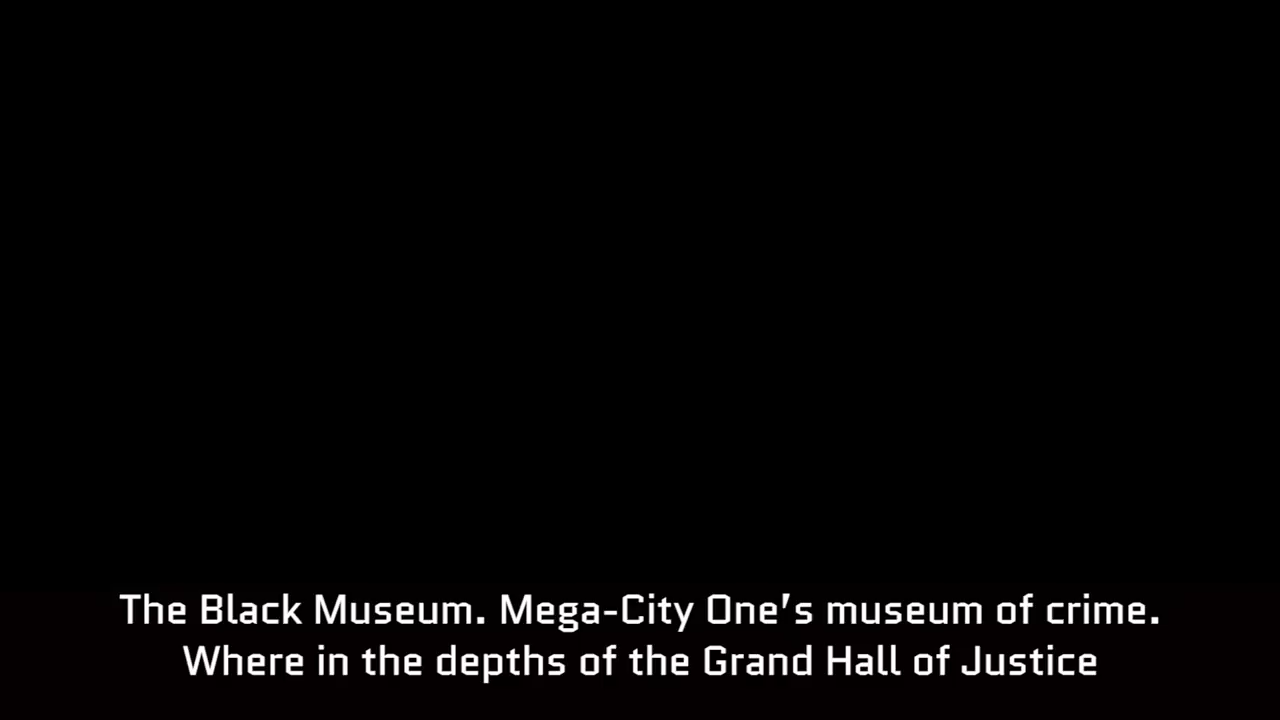 The Black Museum. Mega-City One's museum of crime.
Where in the depths of the Grand Hall of Justice